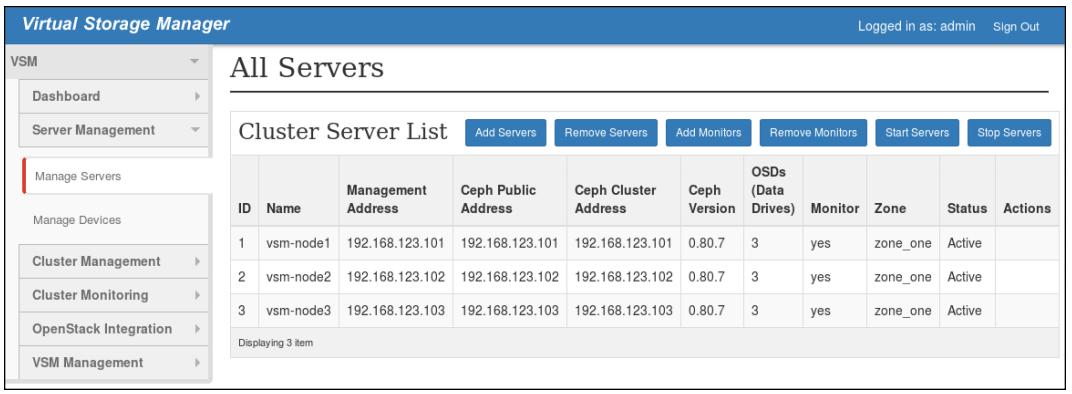 Virtual Storage Manager
Logged in as: admin Sign Out
VSM
Dashboard
Server Management
Manage Servers
Manage Devices
Cluster Management
Cluster Monitoring
OpenStack Integration
VSM Management
All Servers
Cluster Server List Add Servers Remove Servers Add Monitors Remove Monitors Start Servers Stop Servers
ID Name Management Address Ceph Public Address Ceph Cluster Address Ceph Version OSDs (Data Drives) Monitor Zone Status Actions
1 vsm-node1 192.168.123.101 192.168.123.101 192.168.123.101 0.80.7 3 yes zone_one Active
2 vsm-node2 192.168.123.102 192.168.123.102 192.168.123.102 0.80.7 3 yes zone_one Active
3 vsm-node3 192.168.123.103 192.168.123.103 192.168.123.103 0.80.7 3 yes zone_one Active
Displaying 3 item